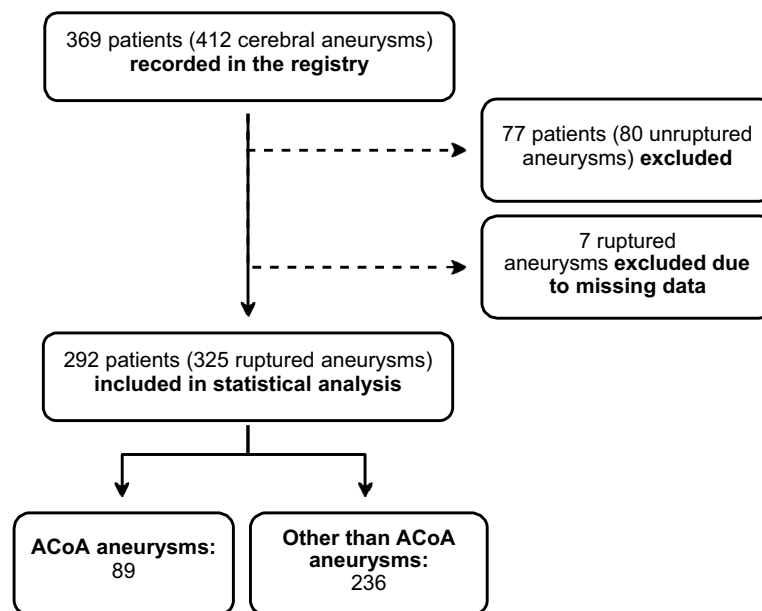 369 patients (412 cerebral aneurysms)
recorded in the registry
77 patients (80 unruptured
aneurysms) excluded
7 ruptured
aneurysms excluded due
to missing data
292 patients (325 ruptured aneurysms)
included in statistical analysis
ACoA aneurysms:
89
Other than ACoA
aneurysms:
236